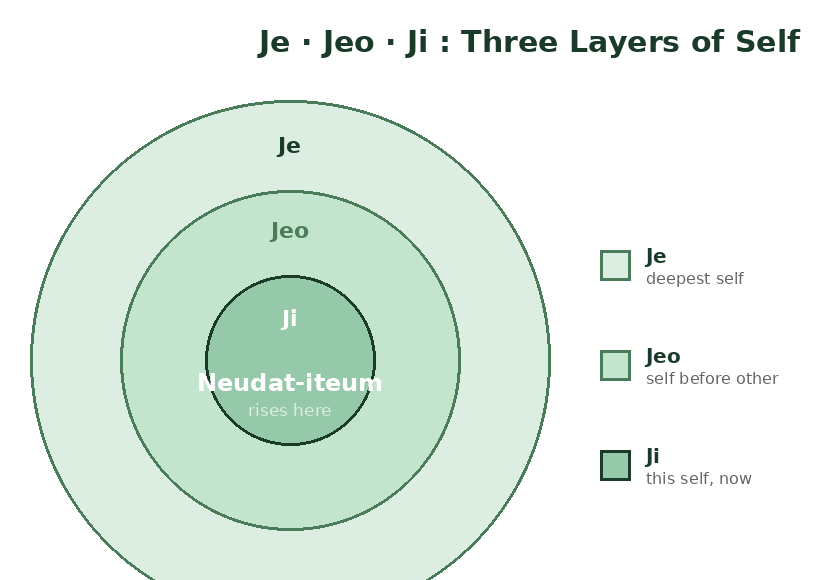 Je · Jeo · Ji : Three Layers of Self
Je
Jeo
Ji
Neudat-iteum
rises here
Je
deepest self
Jeo
self before other
Ji
this self, now